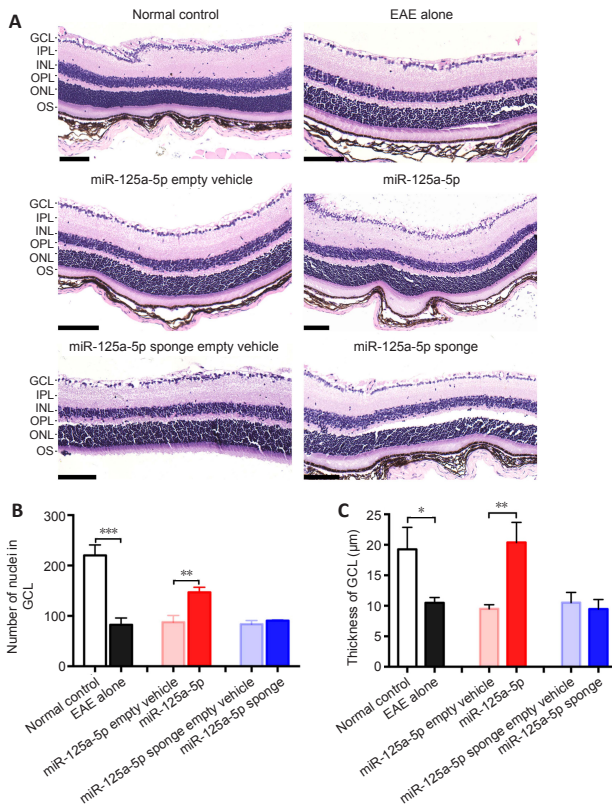 A
Normal control
EAE alone
GCL
IPL
INL
OPL
ONL
OS
miR-125a-5p empty vehicle
miR-125a-5p
GCL
IPL
INL
OPL
ONL
OS
miR-125a-5p sponge empty vehicle
miR-125a-5p sponge
GCL
IPL
INL
OPL
ONL
OS
B
Number of nuclei in
GCL
300
200
100
0
***
**
Normal control
EAE alone
miR-125a-5p empty vehicle
miR-125a-5p
miR-125a-5p sponge empty vehicle
miR-125a-5p sponge
C
Thickness of GCL (μm)
25
20
15
10
5
0
*
**
Normal control
EAE alone
miR-125a-5p empty vehicle
miR-125a-5p
miR-125a-5p sponge empty vehicle
miR-125a-5p sponge